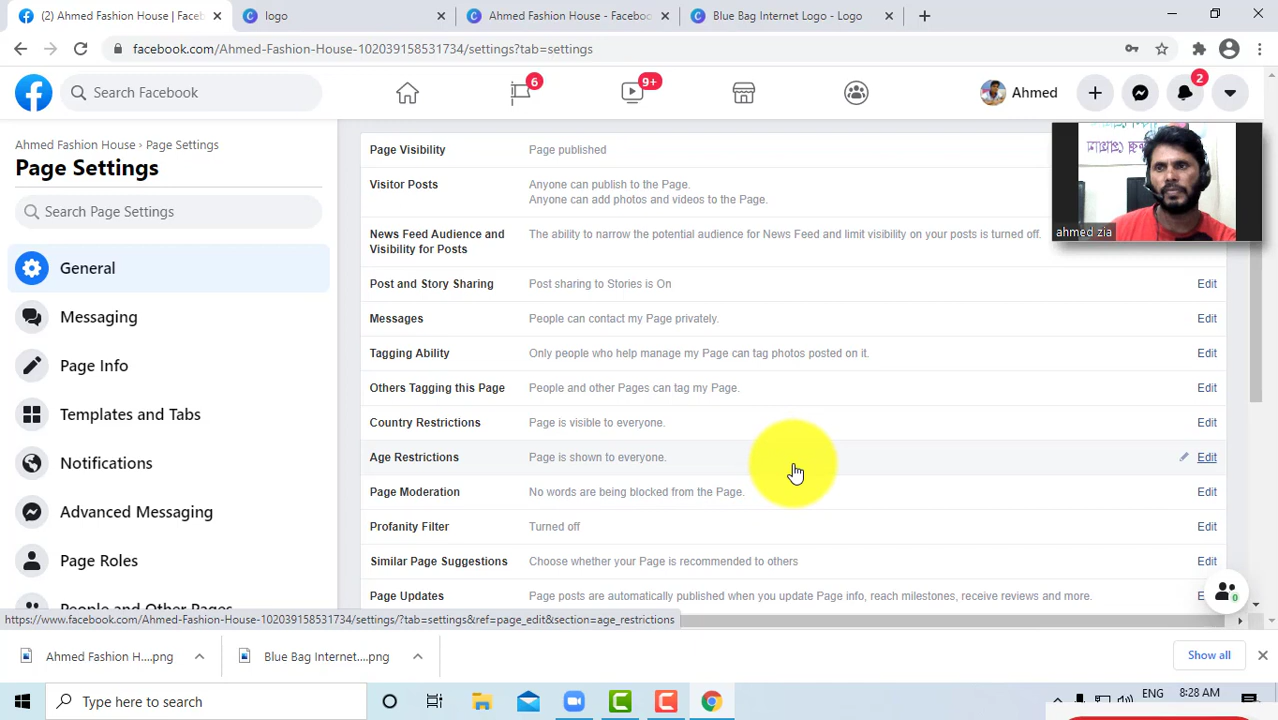 (2) Ahmed Fashion House | Faceb
logo
Ahmed Fashion House - Faceboo
Blue Bag Internet Logo - Logo
facebook.com/Ahmed-Fashion-House-102039158531734/settings?tab=settings
Search Facebook
6
9+
Ahmed
2
Ahmed Fashion House › Page Settings
Page Settings
Search Page Settings
General
Messaging
Page Info
Templates and Tabs
Notifications
Advanced Messaging
Page Roles
People and Other Pages
Page Visibility
Page published
Visitor Posts
Anyone can publish to the Page.
Anyone can add photos and videos to the Page.
News Feed Audience and
Visibility for Posts
The ability to narrow the potential audience for News Feed and limit visibility on your posts is turned off.
Post and Story Sharing
Post sharing to Stories is On
Edit
Messages
People can contact my Page privately.
Edit
Tagging Ability
Only people who help manage my Page can tag photos posted on it.
Edit
Others Tagging this Page
People and other Pages can tag my Page.
Edit
Country Restrictions
Page is visible to everyone.
Edit
Age Restrictions
Page is shown to everyone.
Edit
Page Moderation
No words are being blocked from the Page.
Edit
Profanity Filter
Turned off
Edit
Similar Page Suggestions
Choose whether your Page is recommended to others
Edit
Page Updates
Page posts are automatically published when you update Page info, reach milestones, receive reviews and more.
0
ahmed zia
https://www.facebook.com/Ahmed-Fashion-House-102039158531734/settings/?tab=settings&ref=page_edit&section=age_restrictions
Ahmed Fashion H....png
Blue Bag Internet....png
Show all
Type here to search
ENG
8:28 AM